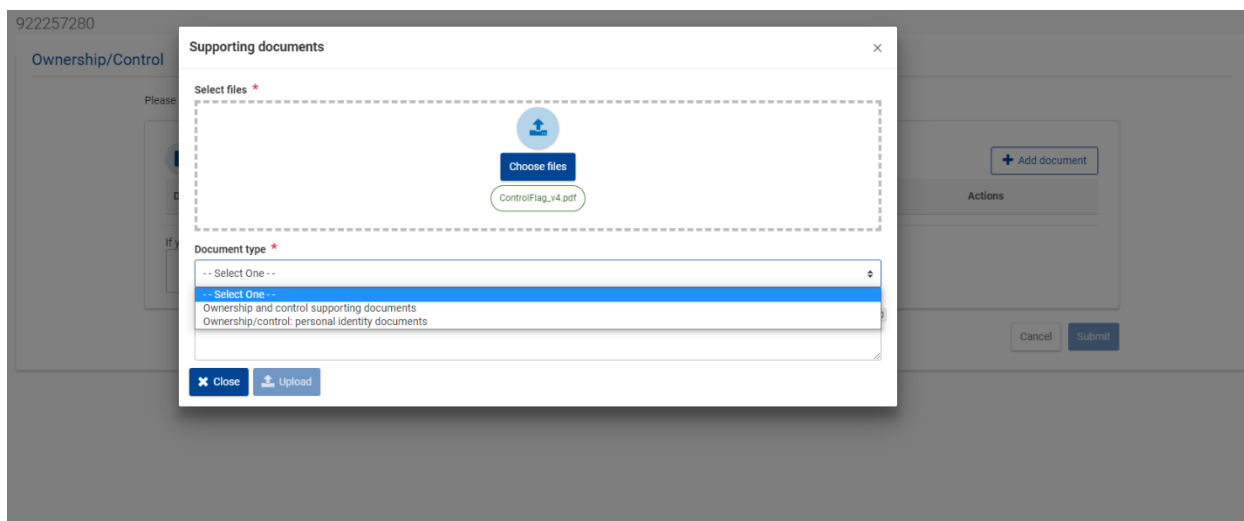 922257280
Supporting documents
×
Ownership/Control
Select files *
Please
Choose files
ControlFlag_v4.pdf
Add document
Actions
Document type *
-- Select One --
-- Select One --
Ownership and control supporting documents
Ownership/control: personal identity documents
Cancel
Submit
Close
Upload